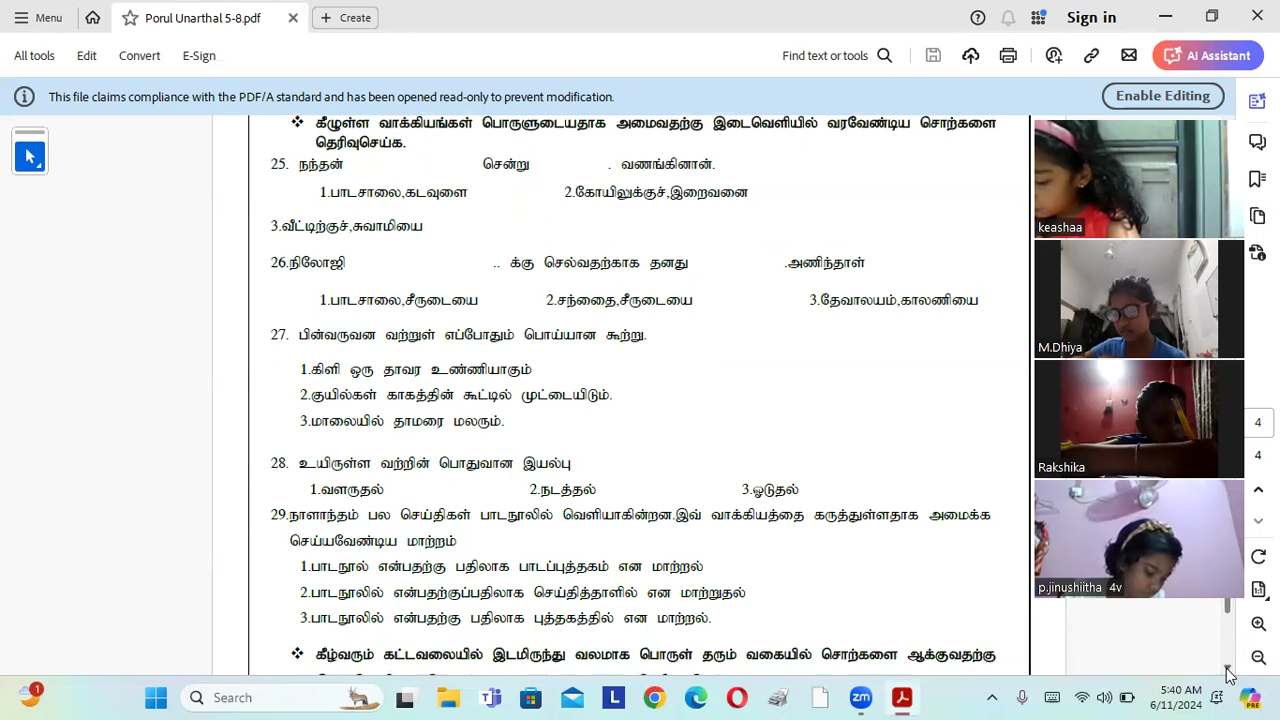 Menu Porul Unarthal 5-8.pdf Create Sign in
All tools Edit Convert E-Sign Find text or tools AI Assistant
This file claims compliance with the PDF/A standard and has been opened read-only to prevent modification. Enable Editing
❖ கீழுள்ள வாக்கியங்கள் பொருளுடையதாக அமைவதற்கு இடைவெளியில் வரவேண்டிய சொற்களை
தெரிவுசெய்க.
25. நந்தன் சென்று . வணங்கினான்.
1.பாடசாலை,கடவுளை 2.கோயிலுக்குச்,இறைவனை
3.வீட்டிற்குச்,சுவாமியை
26.நிலோஜி .. க்கு செல்வதற்காக தனது .அணிந்தாள்
1.பாடசாலை,சீருடையை 2.சந்தைை,சீருடையை 3.தேவாலயம்,காலணியை
27. பின்வருவன வற்றுள் எப்போதும் பொய்யான கூற்று.
1.கிளி ஒரு தாவர உண்ணியாகும்
2.குயில்கள் காகத்தின் கூட்டில் முட்டையிடும்.
3.மாலையில் தாமரை மலரும்.
28. உயிருள்ள வற்றின் பொதுவான இயல்பு
1.வளருதல் 2.நடத்தல் 3.ஓடுதல்
29.நாளாந்தம் பல செய்திகள் பாடநூலில் வெளியாகின்றன.இவ் வாக்கியத்தை கருத்துள்ளதாக அமைக்க
செய்யவேண்டிய மாற்றம்
1.பாடநூல் என்பதற்கு பதிலாக பாடப்புத்தகம் என மாற்றல்
2.பாடநூலில் என்பதற்குப்பதிலாக செய்தித்தாளில் என மாற்றுதல்
3.பாடநூலில் என்பதற்கு பதிலாக புத்தகத்தில் என மாற்றல்.
❖ கீழ்வரும் கட்டவலையில் இடமிருந்து வலமாக பொருள் தரும் வகையில் சொற்களை ஆக்குவதற்கு
keashaa
M.Dhiya
Rakshika
p.jinushiitha 4v
4
4
1
Search
5:40 AM
6/11/2024